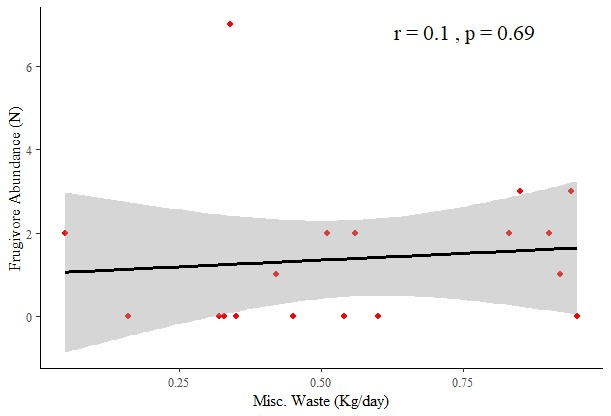 r = 0.1 , p = 0.69
Frugivore Abundance (N)
6
4
2
0
0.25 0.50 0.75
Misc. Waste (Kg/day)